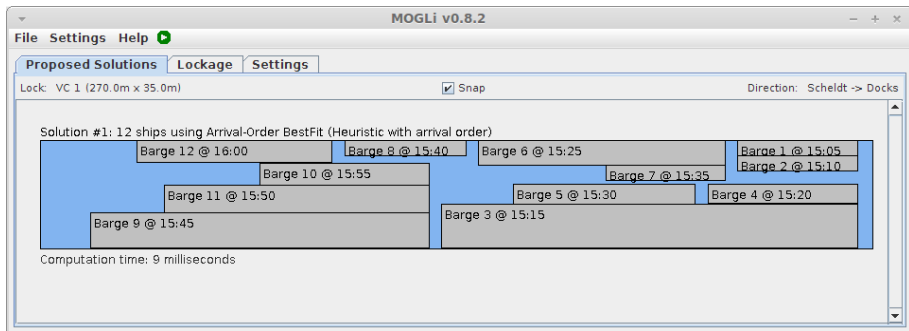 MOGLi v0.8.2
File Settings Help
Proposed Solutions Lockage Settings
Lock: VC 1 (270.0m x 35.0m) Snap Direction: Scheldt -> Docks
Solution #1: 12 ships using Arrival-Order BestFit (Heuristic with arrival order)
Barge 12 @ 16:00 Barge 8 @ 15:40 Barge 6 @ 15:25 Barge 1 @ 15:05
Barge 2 @ 15:10
Barge 10 @ 15:55 Barge 7 @ 15:35
Barge 11 @ 15:50 Barge 5 @ 15:30 Barge 4 @ 15:20
Barge 9 @ 15:45 Barge 3 @ 15:15
Computation time: 9 milliseconds